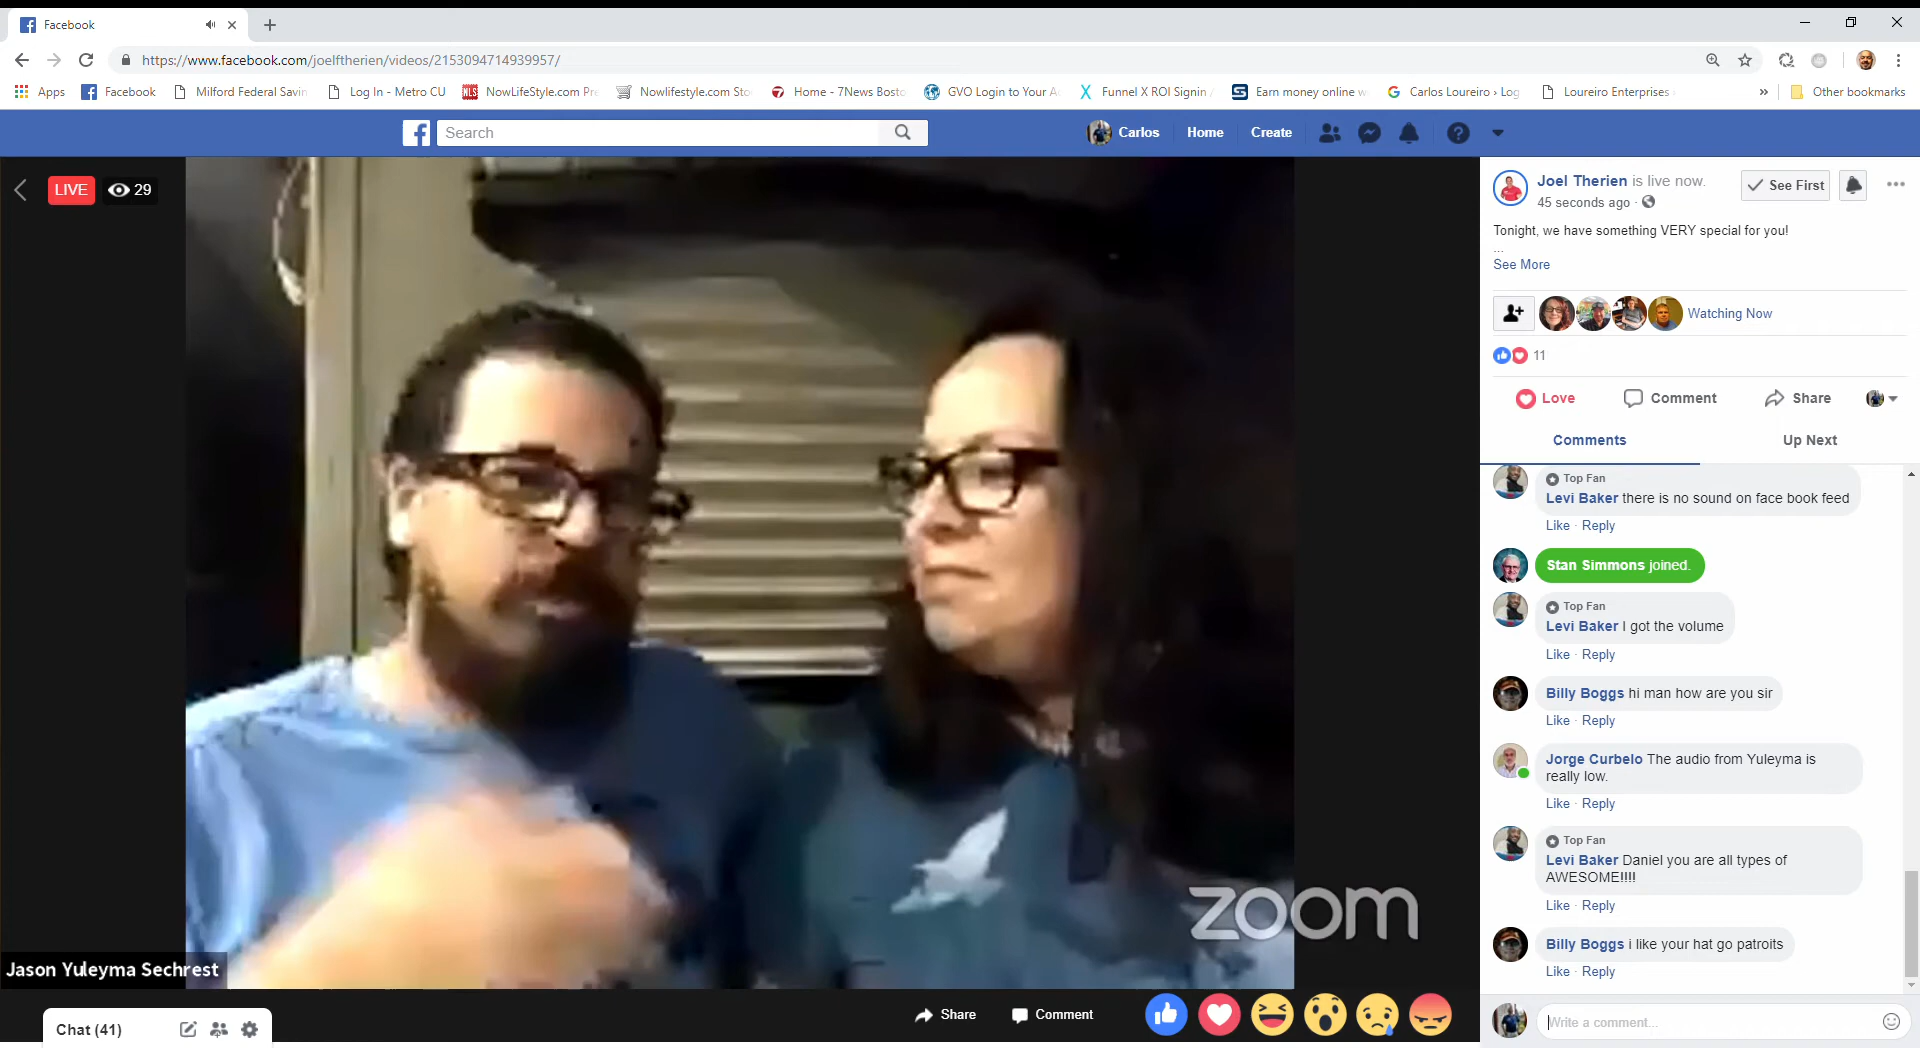 Facebook
https://www.facebook.com/joelftherien/videos/2153094714939957/
Apps
Facebook
Milford Federal Savin
Log In - Metro CU
NLS
NowLifeStyle.com Pre
Nowlifestyle.com Sto
Home - 7News Bosto
GVO Login to Your A
Funnel X ROI Signin
Earn money online w
Carlos Loureiro › Log
Loureiro Enterprises
»
Other bookmarks
Search
Carlos
Home
Create
LIVE
29
Joel Therien is live now.
45 seconds ago ·
See First
Tonight, we have something VERY special for you!
...
See More
Watching Now
11
Love
Comment
Share
Comments
Up Next
Top Fan
Levi Baker there is no sound on face book feed
Like · Reply
Stan Simmons joined.
Top Fan
Levi Baker I got the volume
Like · Reply
Billy Boggs hi man how are you sir
Like · Reply
Jorge Curbelo The audio from Yuleyma is
really low.
Like · Reply
Top Fan
Levi Baker Daniel you are all types of
AWESOME!!!!
Like · Reply
Billy Boggs i like your hat go patroits
Like · Reply
Write a comment...
zoom
Jason Yuleyma Sechrest
Share
Comment
Chat (41)